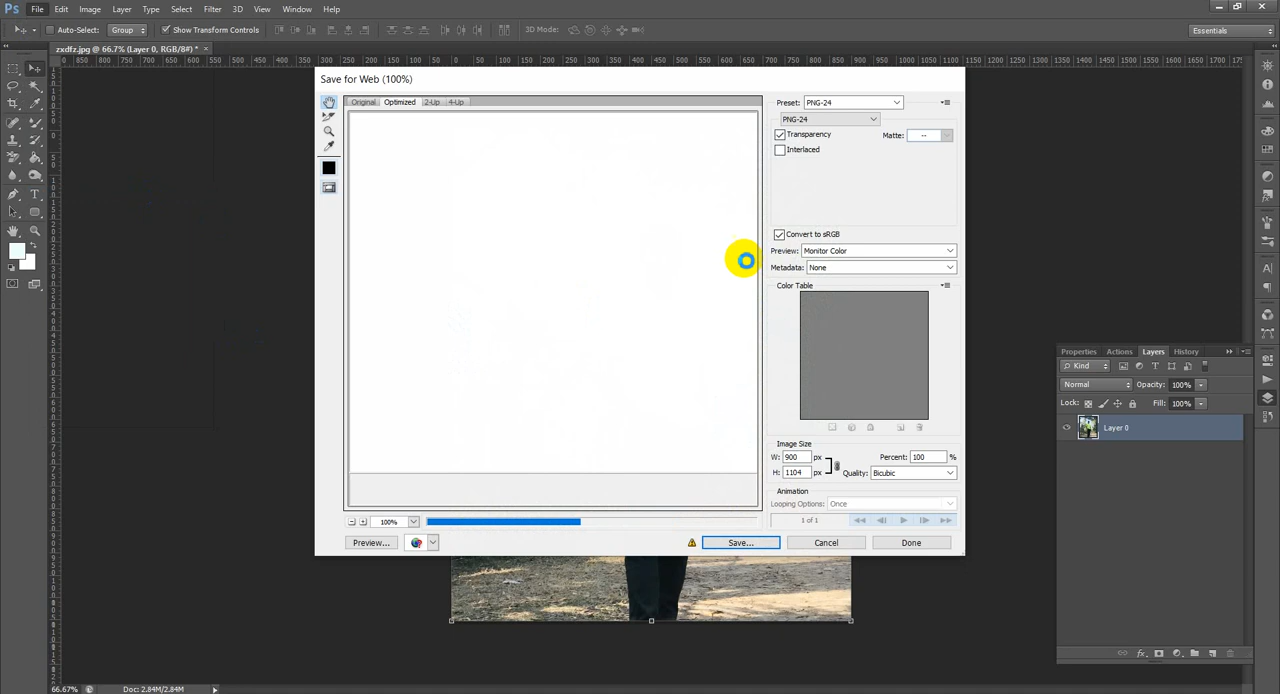 Ps File Edit Image Layer Type Select Filter 3D View Window Help
Auto-Select: Group Show Transform Controls 3D Mode: Essentials
zxdfz.jpg @ 66.7% (Layer 0, RGB/8#) * ×
Save for Web (100%)
Original Optimized 2-Up 4-Up
Preset: PNG-24
PNG-24
Transparency Matte: --
Interlaced
Convert to sRGB
Preview: Monitor Color
Metadata: None
Color Table
Image Size
W: 900 px Percent: 100 %
H: 1104 px Quality: Bicubic
Animation
Looping Options: Once
1 of 1
100%
Preview... Save... Cancel Done
Properties Actions Layers History
Kind
Normal Opacity: 100%
Lock: Fill: 100%
Layer 0
66.67% Doc: 2.84M/2.84M